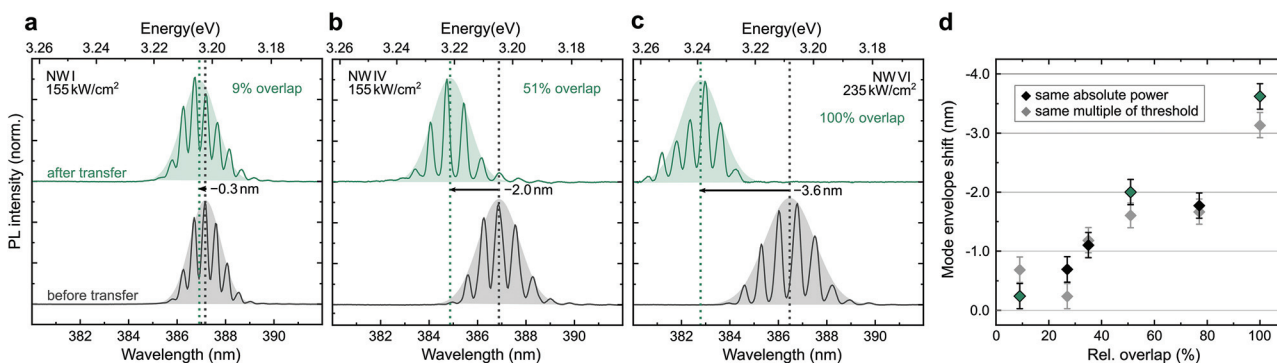 a
Energy(eV)
3.26 3.24 3.22 3.20 3.18
NW I
155 kW/cm²
9% overlap
after transfer
−0.3 nm
before transfer
PL intensity (norm.)
382 384 386 388 390
Wavelength (nm)
b
Energy(eV)
3.26 3.24 3.22 3.20 3.18
NW IV
155 kW/cm²
51% overlap
−2.0 nm
382 384 386 388 390
Wavelength (nm)
c
Energy(eV)
3.26 3.24 3.22 3.20 3.18
NW VI
235 kW/cm²
100% overlap
−3.6 nm
382 384 386 388 390
Wavelength (nm)
d
Mode envelope shift (nm)
-4.0
-3.0
-2.0
-1.0
0.0
same absolute power
same multiple of threshold
0 20 40 60 80 100
Rel. overlap (%)